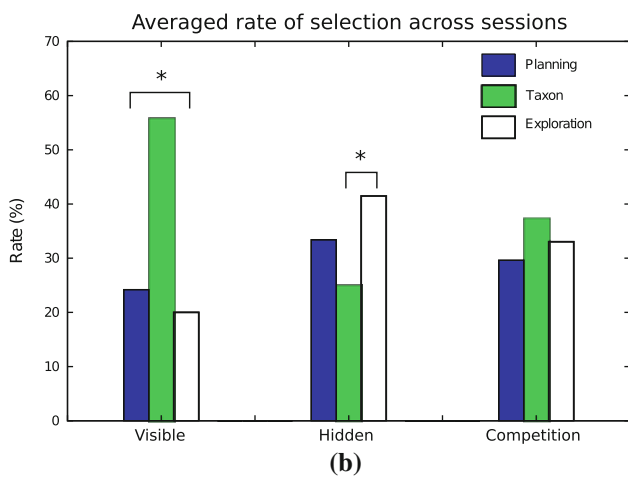 Averaged rate of selection across sessions
70
60
50
40
30
20
10
0
Rate (%)
*
*
Planning
Taxon
Exploration
Visible
Hidden
Competition
(b)